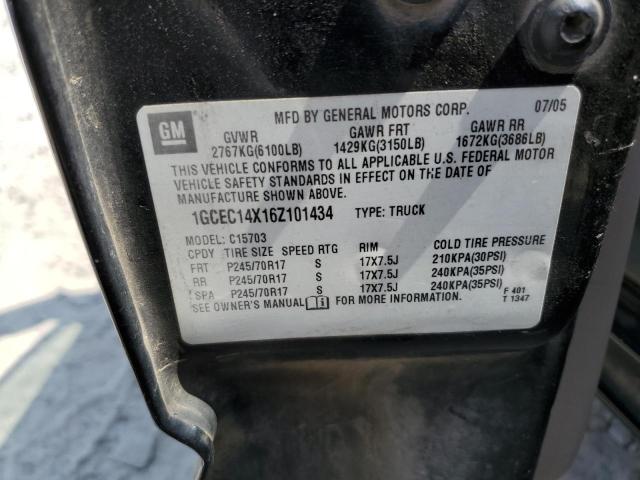 GM
MFD BY GENERAL MOTORS CORP. 07/05
GVWR GAWR FRT GAWR RR
2767KG(6100LB) 1429KG(3150LB) 1672KG(3686LB)
THIS VEHICLE CONFORMS TO ALL APPLICABLE U.S. FEDERAL MOTOR
VEHICLE SAFETY STANDARDS IN EFFECT ON THE DATE OF
MANUFACTURE SHOWN ABOVE.
1GCEC14X16Z101434 TYPE: TRUCK
MODEL: C15703
CPDY TIRE SIZE SPEED RTG RIM COLD TIRE PRESSURE
FRT P245/70R17 S 17X7.5J 210KPA(30PSI)
RR P245/70R17 S 17X7.5J 240KPA(35PSI)
SPA P245/70R17 S 17X7.5J 240KPA(35PSI)
SEE OWNER'S MANUAL FOR MORE INFORMATION. F 401
T 1347